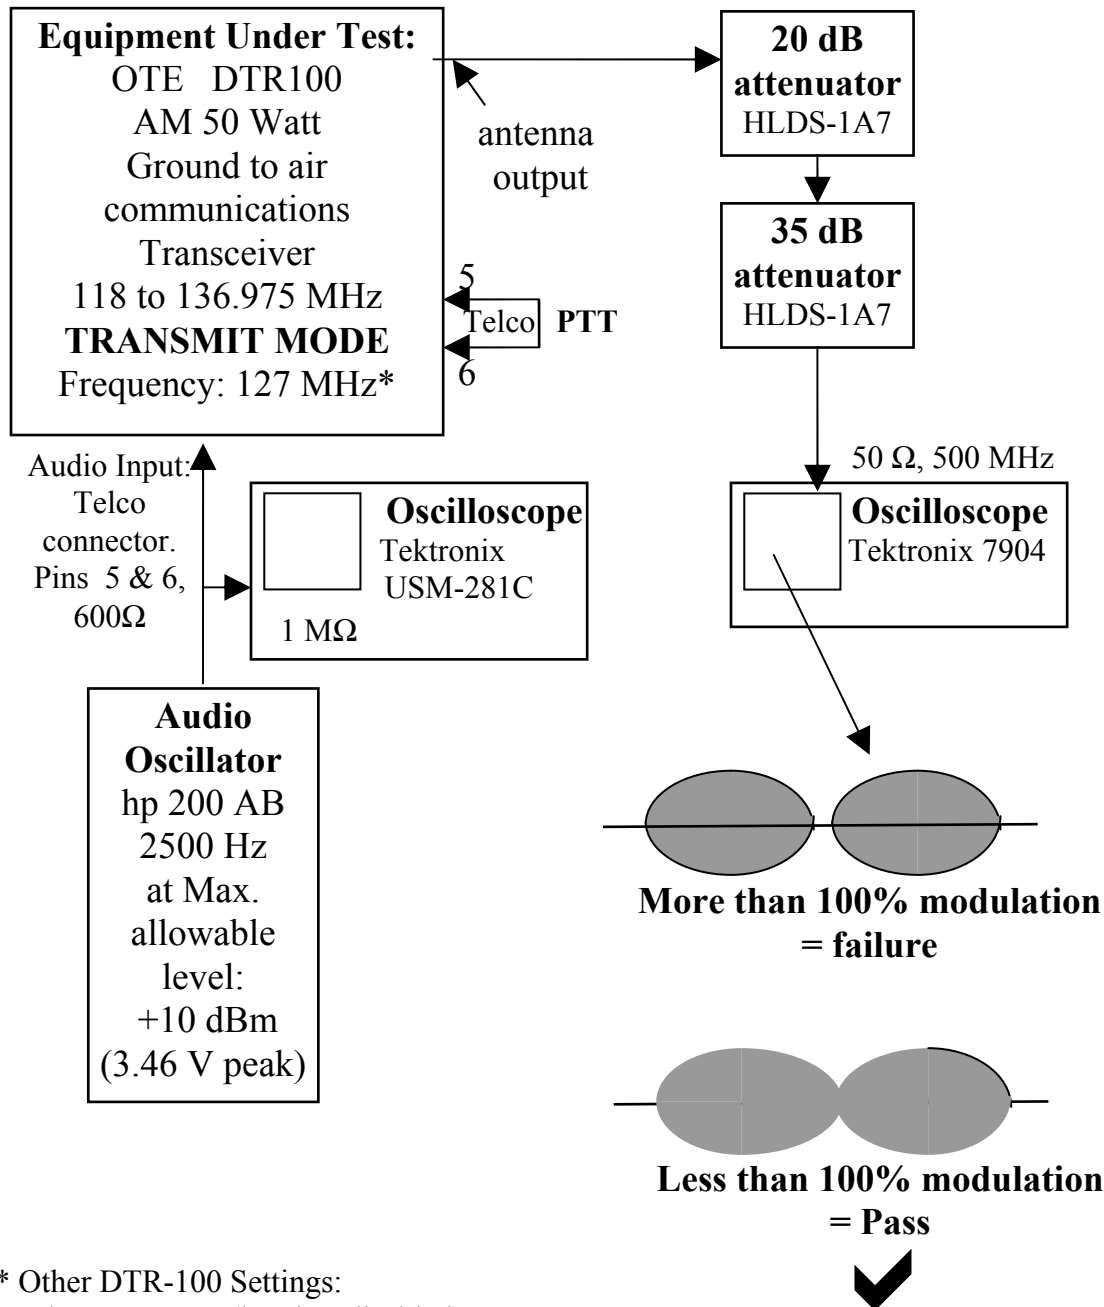 Equipment Under Test:
OTE DTR100
AM 50 Watt
Ground to air
communications
Transceiver
118 to 136.975 MHz
TRANSMIT MODE
Frequency: 127 MHz*
antenna
output
20 dB
attenuator
HLDS-1A7
35 dB
attenuator
HLDS-1A7
5
Telco PTT
6
Audio Input:
Telco
connector.
Pins 5 & 6,
600Ω
Oscilloscope
Tektronix
USM-281C
1 MΩ
50 Ω, 500 MHz
Oscilloscope
Tektronix 7904
Audio
Oscillator
hp 200 AB
2500 Hz
at Max.
allowable
level:
+10 dBm
(3.46 V peak)
More than 100% modulation
= failure
Less than 100% modulation
= Pass
* Other DTR-100 Settings: